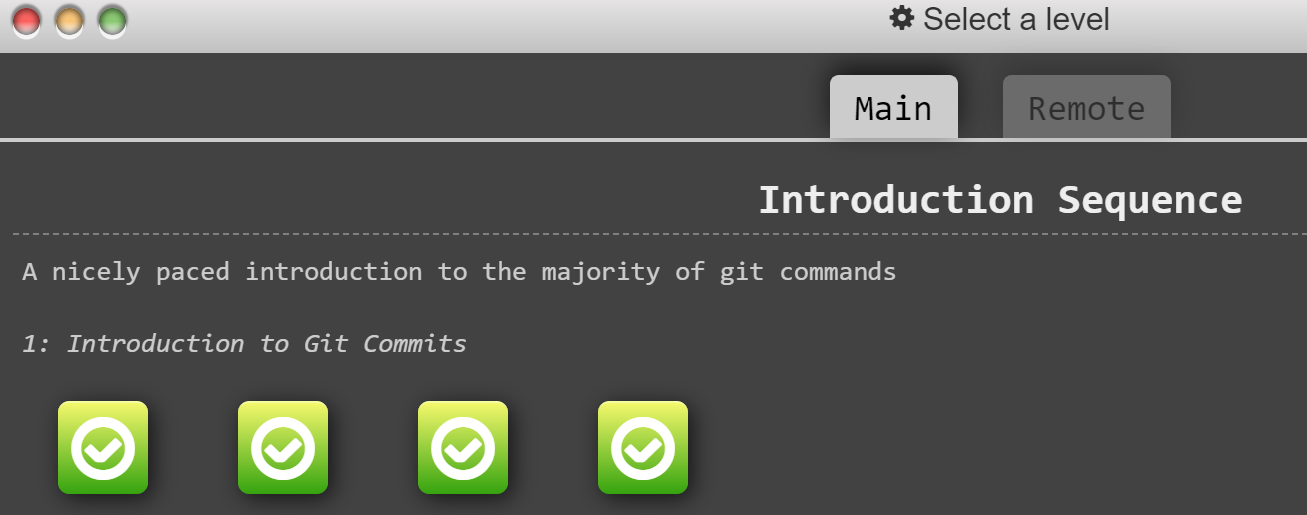 Select a level
Main
Remote
Introduction Sequence
A nicely paced introduction to the majority of git commands
1: Introduction to Git Commits